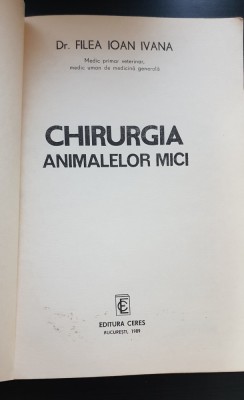 Dr. FILEA IOAN IVANA
Medic primar veterinar,
medic uman de medicină generală
CHIRURGIA
ANIMALELOR MICI
EDITURA CERES
BUCUREȘTI, 1989